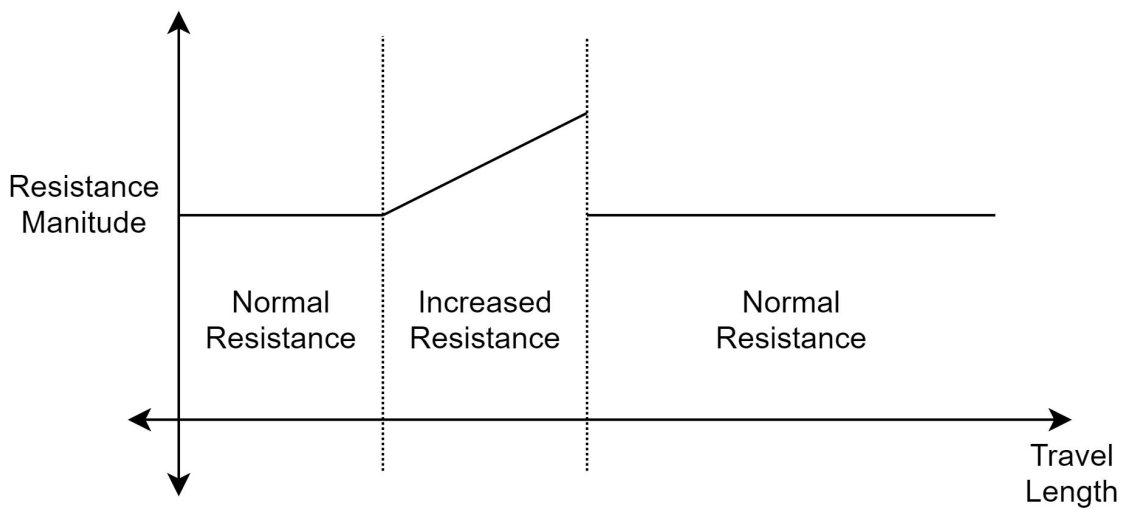 Resistance
Manitude
Normal
Resistance
Increased
Resistance
Normal
Resistance
Travel
Length